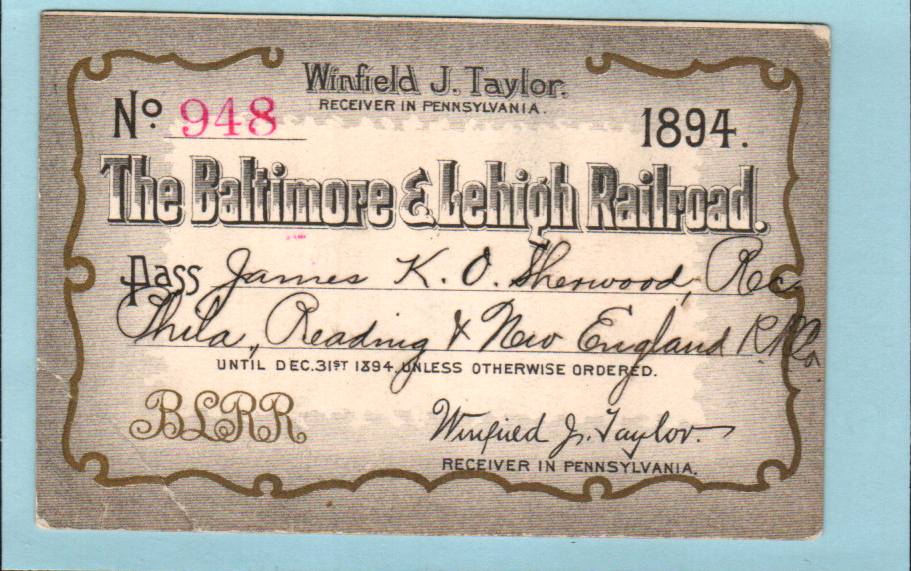 Winfield J. Taylor.
RECEIVER IN PENNSYLVANIA.
No. 948
1894.
The Baltimore & Lehigh Railroad.
Pass James K. O. Sherwood, Rec
Phila, Reading & New England R.R.Co.
UNTIL DEC. 31ST 1894, UNLESS OTHERWISE ORDERED.
BLRR
Winfield J. Taylor.
RECEIVER IN PENNSYLVANIA.